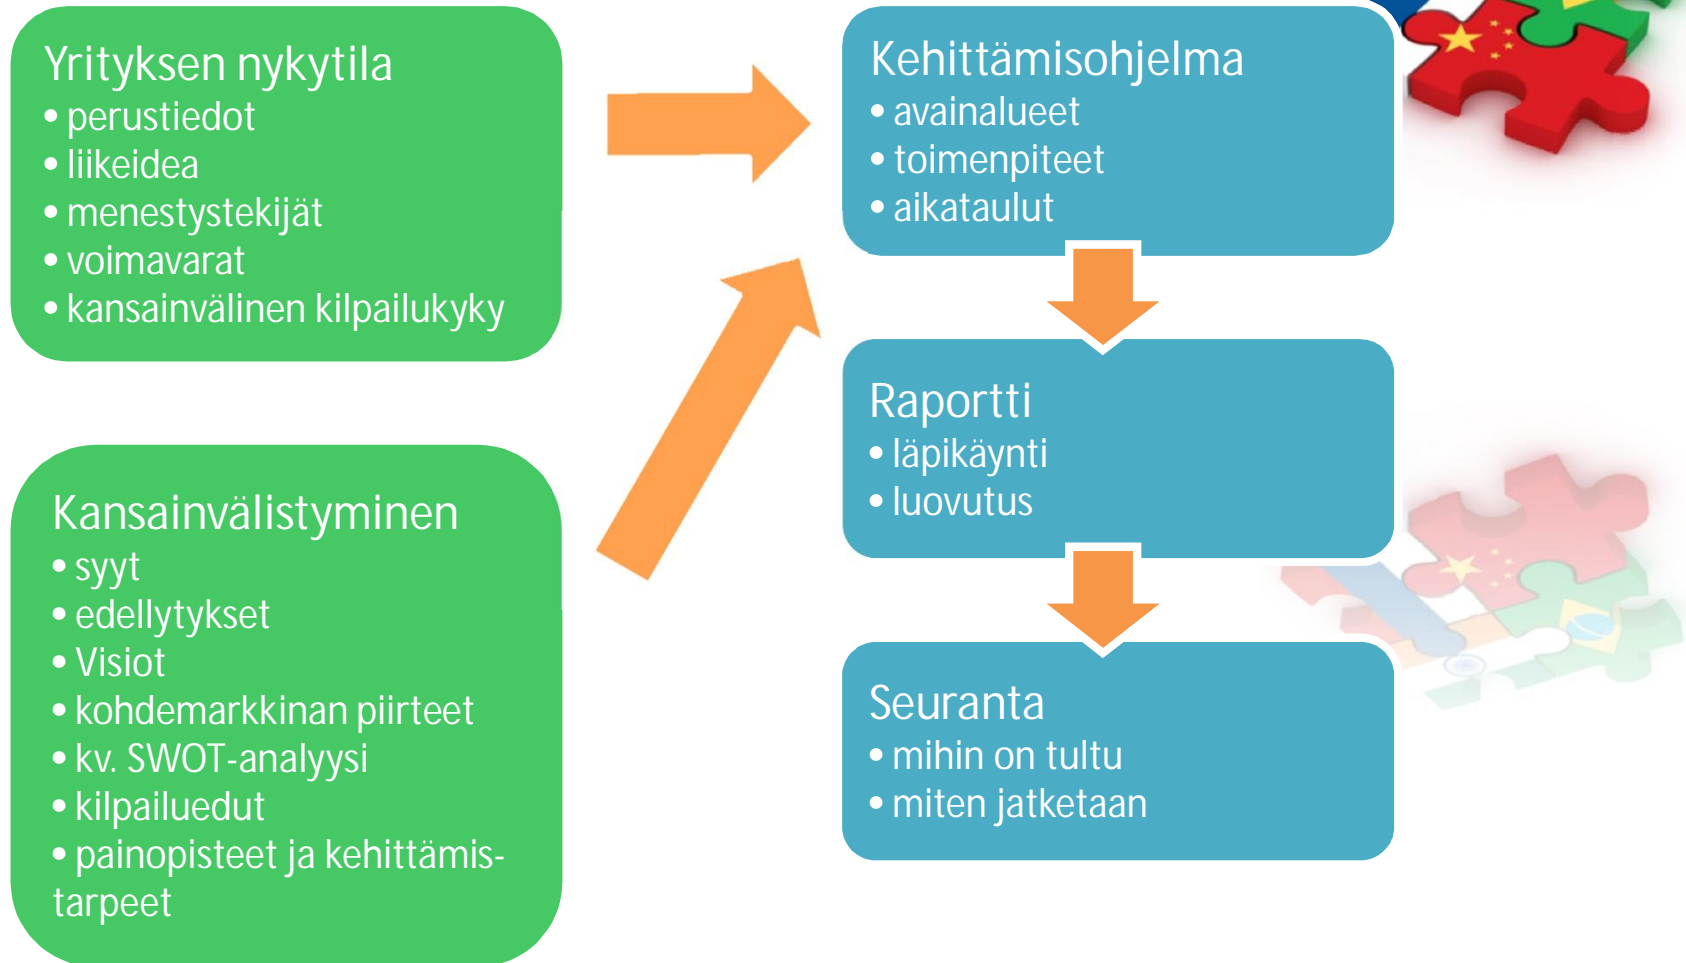 Yrityksen nykytila
• perustiedot
• liikeidea
• menestystekijät
• voimavarat
• kansainvälinen kilpailukyky
Kansainvälistyminen
• syyt
• edellytykset
• Visiot
• kohdemarkkinan piirteet
• kv. SWOT-analyysi
• kilpailuedut
• painopisteet ja kehittämis-
tarpeet
Kehittämisohjelma
• avainalueet
• toimenpiteet
• aikataulut
Raportti
• läpikäynti
• luovutus
Seuranta
• mihin on tultu
• miten jatketaan